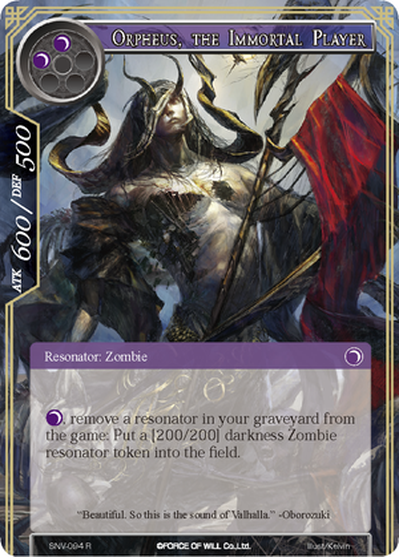 Orpheus, the Immortal Player
ATK 600 / DEF 500
Resonator: Zombie
, remove a resonator in your graveyard from
the game: Put a [200/200] darkness Zombie
resonator token into the field.
"Beautiful. So this is the sound of Valhalla." -Oborozuki
SNV-094 R ©FORCE OF WILL Co.,Ltd. Illust/Kelvin